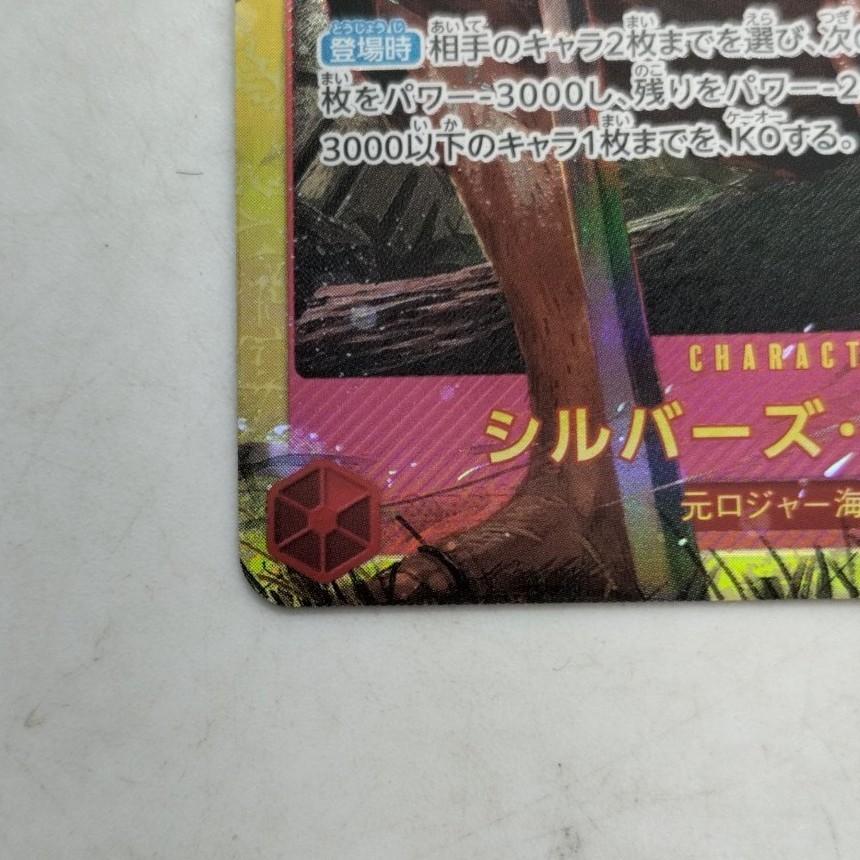 登場時 相手のキャラ2枚までを選び、次
枚をパワー-3000し、残りをパワー-2
3000以下のキャラ1枚までを、KOする。
CHARACT
シルバーズ・
元ロジャー海